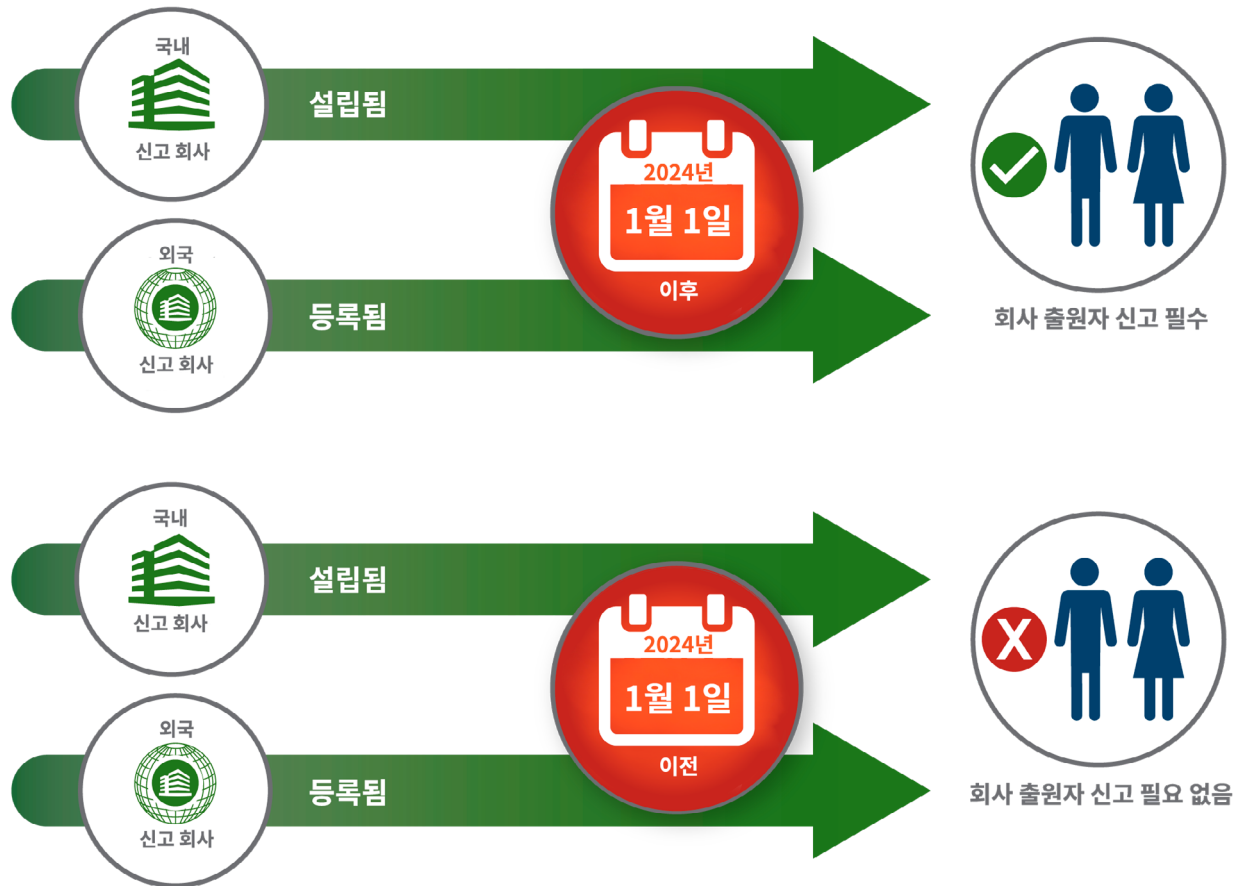 국내
신고 회사
설립됨
외국
신고 회사
등록됨
2024년
1월 1일
이후
회사 출원자 신고 필수
국내
신고 회사
설립됨
외국
신고 회사
등록됨
2024년
1월 1일
이전
X
회사 출원자 신고 필요 없음